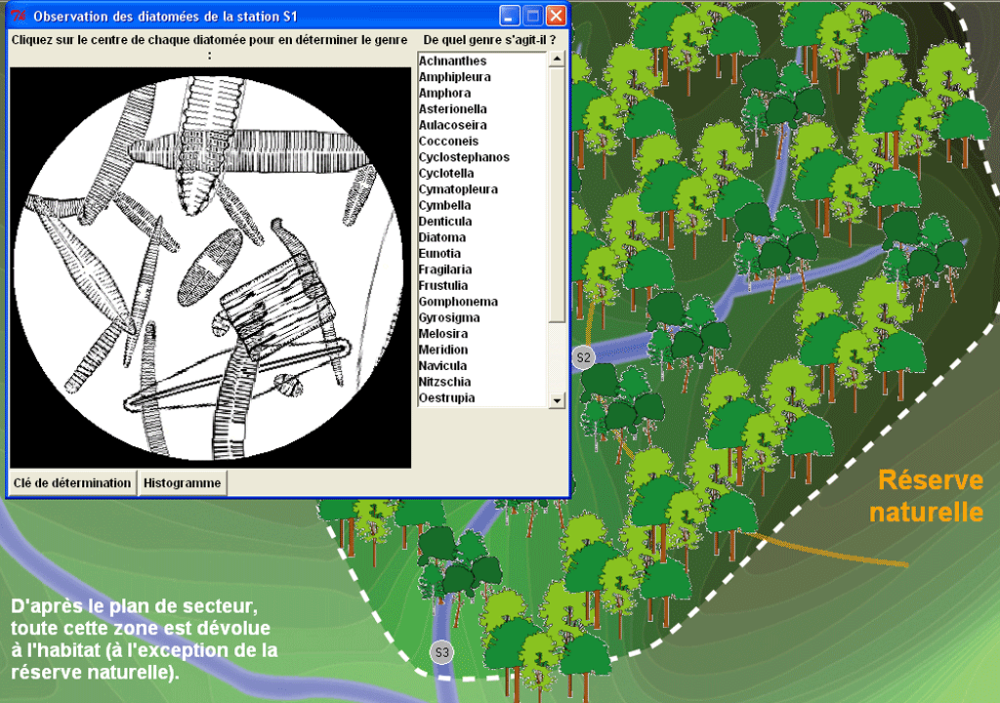 Observation des diatomées de la station S1
Cliquez sur le centre de chaque diatomée pour en déterminer le genre
:
De quel genre s'agit-il ?
Achnanthes
Amphipleura
Amphora
Asterionella
Aulacoseira
Cocconeis
Cyclostephanos
Cyclotella
Cymatopleura
Cymbella
Denticula
Diatoma
Eunotia
Fragilaria
Frustulia
Gomphonema
Gyrosigma
Melosira
Meridion
Navicula
Nitzschia
Oestrupia
Clé de détermination
Histogramme
S2
Réserve
naturelle
D'après le plan de secteur,
toute cette zone est dévolue
à l'habitat (à l'exception de la
réserve naturelle).
S3